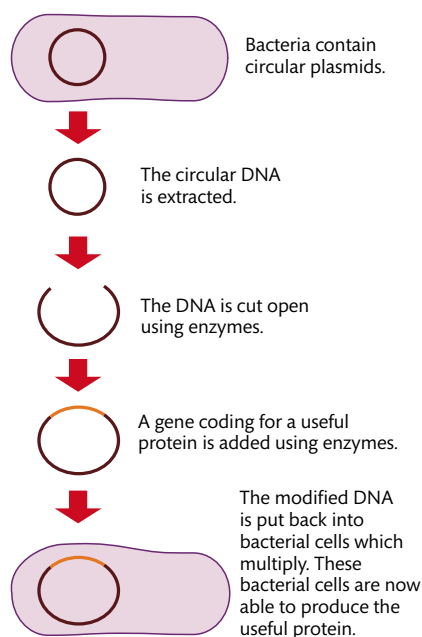 Bacteria contain
circular plasmids.
The circular DNA
is extracted.
The DNA is cut open
using enzymes.
A gene coding for a useful
protein is added using enzymes.
The modified DNA
is put back into
bacterial cells which
multiply. These
bacterial cells are now
able to produce the
useful protein.